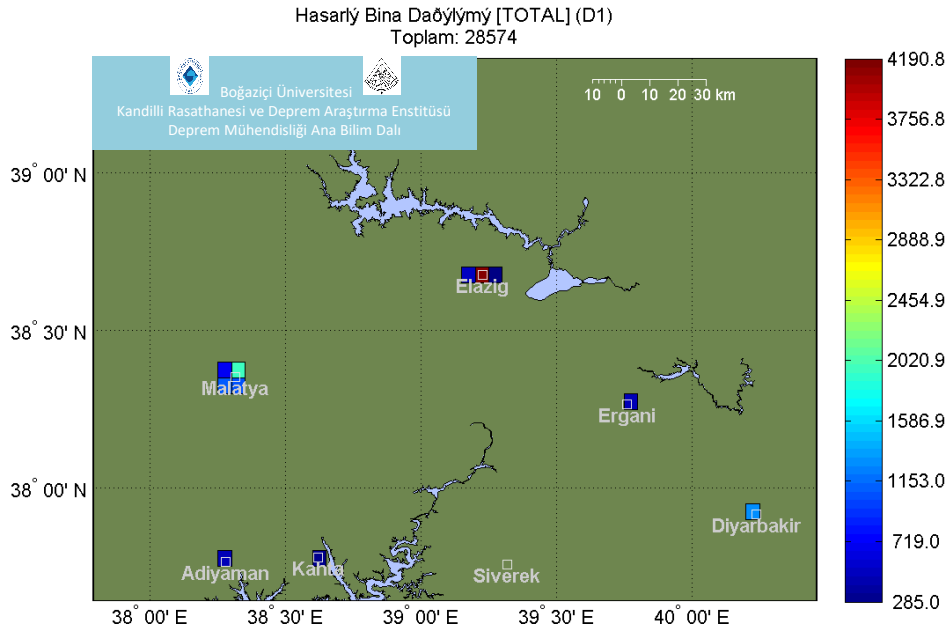 Hasarlý Bina Daðýlýmý [TOTAL] (D1)
Toplam: 28574
Boğaziçi Üniversitesi
Kandilli Rasathanesi ve Deprem Araştırma Enstitüsü
Deprem Mühendisliği Ana Bilim Dalı
10 0 10 20 30 km
4190.8
3756.8
3322.8
2888.9
2454.9
2020.9
1586.9
1153.0
719.0
285.0
39° 00' N
38° 30' N
38° 00' N
Elazig
Malatya
Ergani
Diyarbakir
Adiyaman
Kahta
Siverek
38° 00' E
38° 30' E
39° 00' E
39° 30' E
40° 00' E